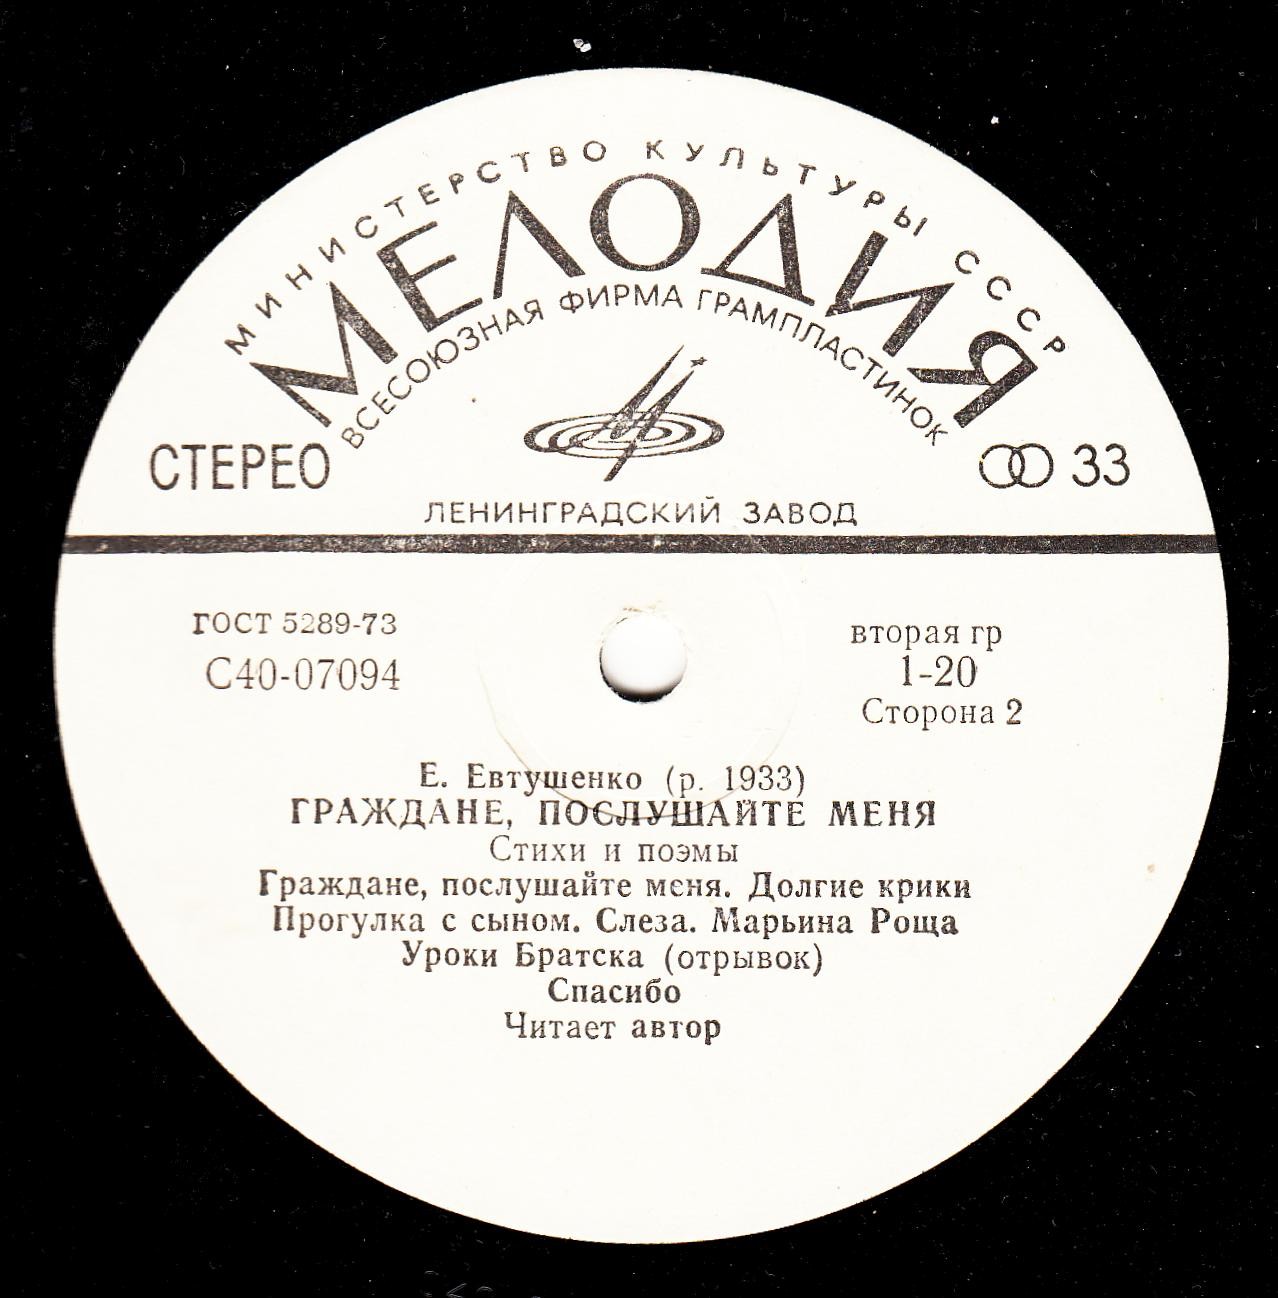 МИНИСТЕРСТВО КУЛЬТУРЫ СССР
МЕЛОДИЯ
ВСЕСОЮЗНАЯ ФИРМА ГРАМПЛАСТИНОК
СТЕРЕО
33
ЛЕНИНГРАДСКИЙ ЗАВОД
ГОСТ 5289-73
С40-07094
вторая гр
1-20
Сторона 2
Е. Евтушенко (р. 1933)
ГРАЖДАНЕ, ПОСЛУШАЙТЕ МЕНЯ
Стихи и поэмы
Граждане, послушайте меня. Долгие крики
Прогулка с сыном. Слеза. Марьина Роща
Уроки Братска (отрывок)
Спасибо
Читает автор